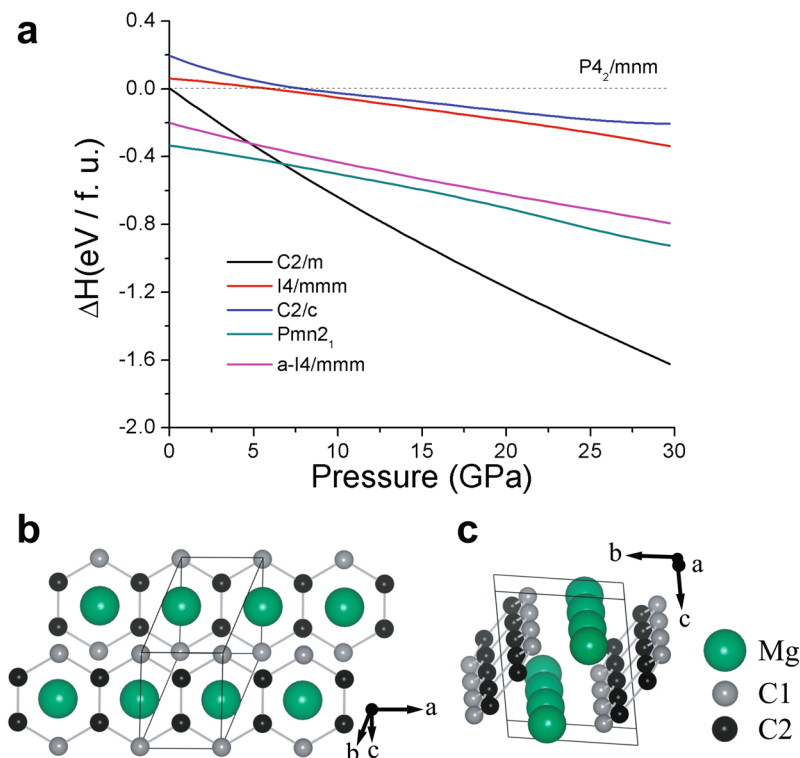 a
0.4
0.0
-0.4
-0.8
-1.2
-1.6
-2.0
ΔH(eV / f. u.)
P4₂/mnm
C2/m
I4/mmm
C2/c
Pmn2₁
a-I4/mmm
0 5 10 15 20 25 30
Pressure (GPa)
b
a
b c
c
b
a
c
Mg
C1
C2